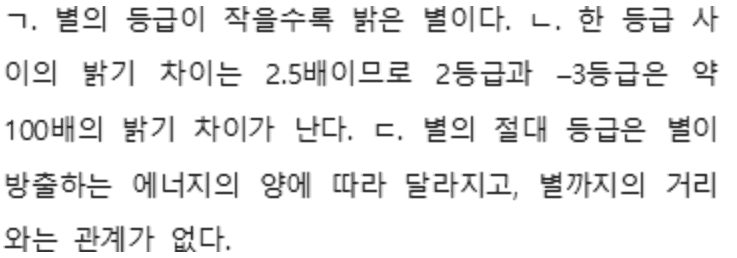 ㄱ. 별의 등급이 작을수록 밝은 별이다. ㄴ. 한 등급 사
이의 밝기 차이는 2.5배이므로 2등급과 –3등급은 약
100배의 밝기 차이가 난다. ㄷ. 별의 절대 등급은 별이
방출하는 에너지의 양에 따라 달라지고, 별까지의 거리
와는 관계가 없다.